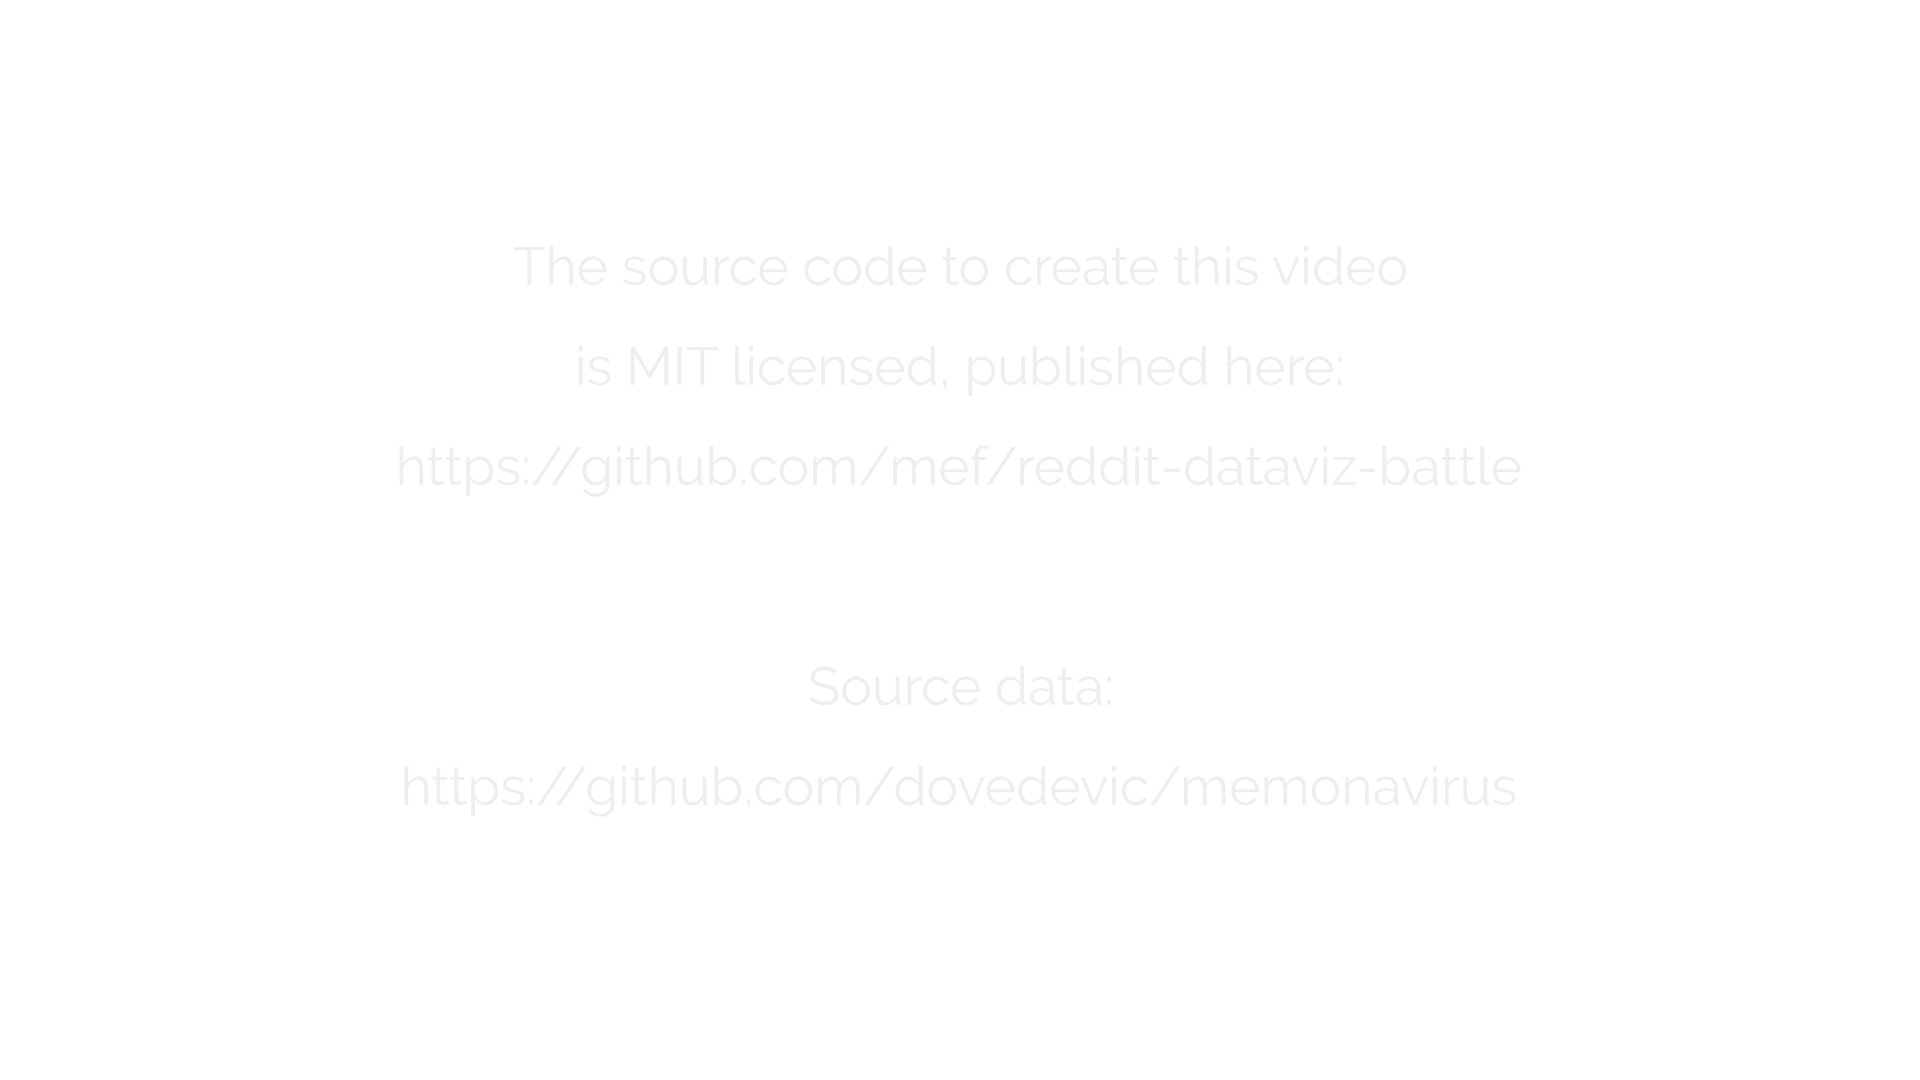 The source code to create this video
is MIT licensed, published here:
https://github.com/mef/reddit-dataviz-battle
Source data:
https://github.com/dovedevic/memonavirus